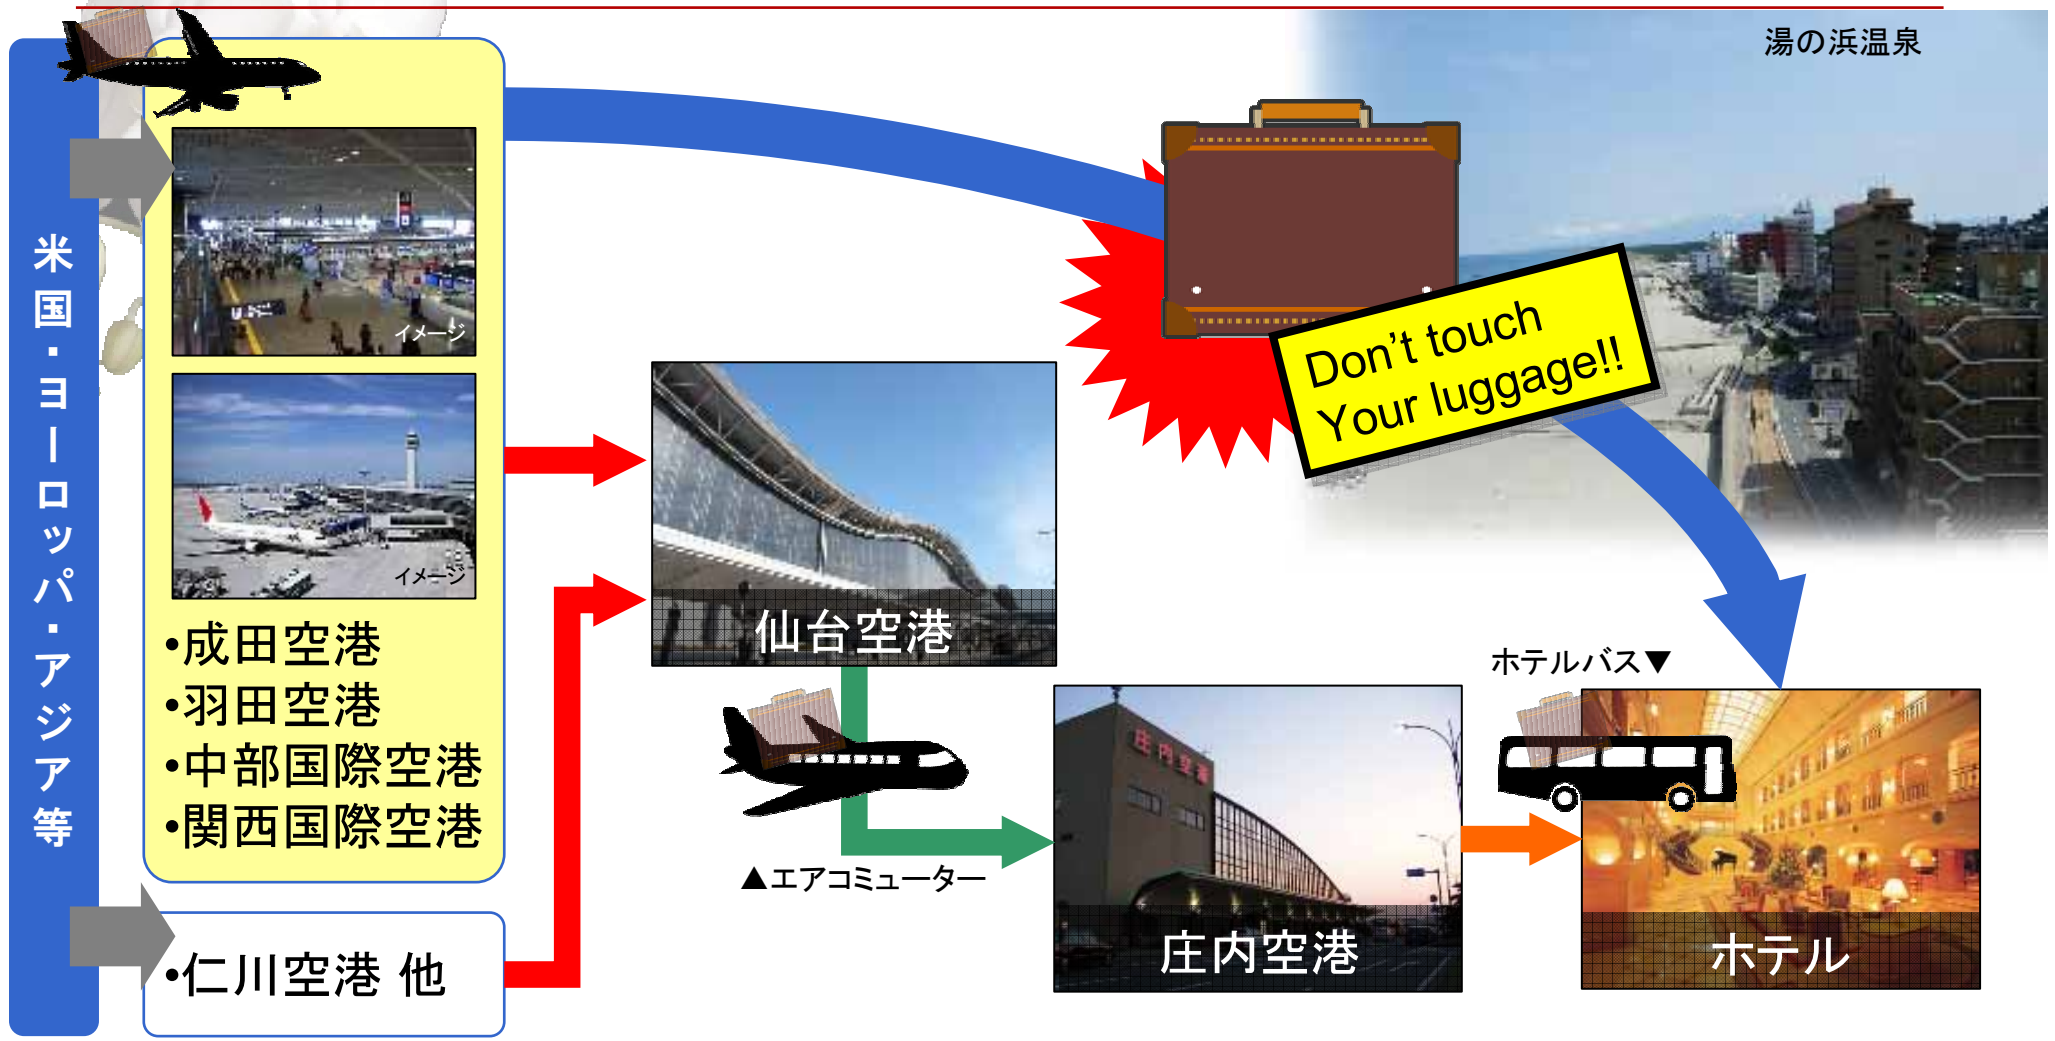 湯の浜温泉
米国・ヨーロッパ・アジア等
イメージ
イメージ
・成田空港
・羽田空港
・中部国際空港
・関西国際空港
・仁川空港 他
Don't touch
Your luggage!!
仙台空港
▲エアコミューター
庄内空港
庄内空港
ホテルバス▼
ホテル